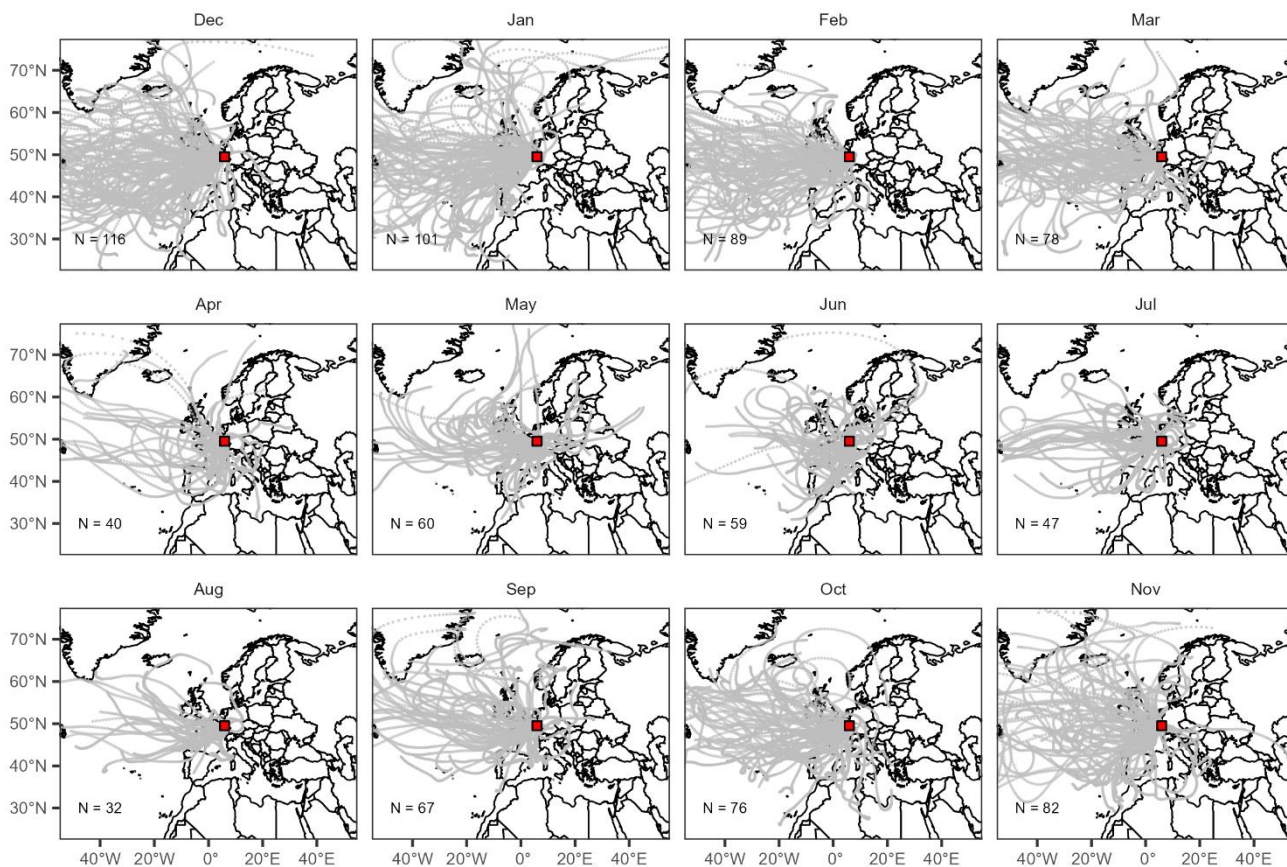 Dec Jan Feb Mar
70°N
60°N
50°N
40°N
30°N
N = 116 N = 101 N = 89 N = 78
Apr May Jun Jul
70°N
60°N
50°N
40°N
30°N
N = 40 N = 60 N = 59 N = 47
Aug Sep Oct Nov
70°N
60°N
50°N
40°N
30°N
N = 32 N = 67 N = 76 N = 82
40°W 20°W 0° 20°E 40°E 40°W 20°W 0° 20°E 40°E 40°W 20°W 0° 20°E 40°E 40°W 20°W 0° 20°E 40°E